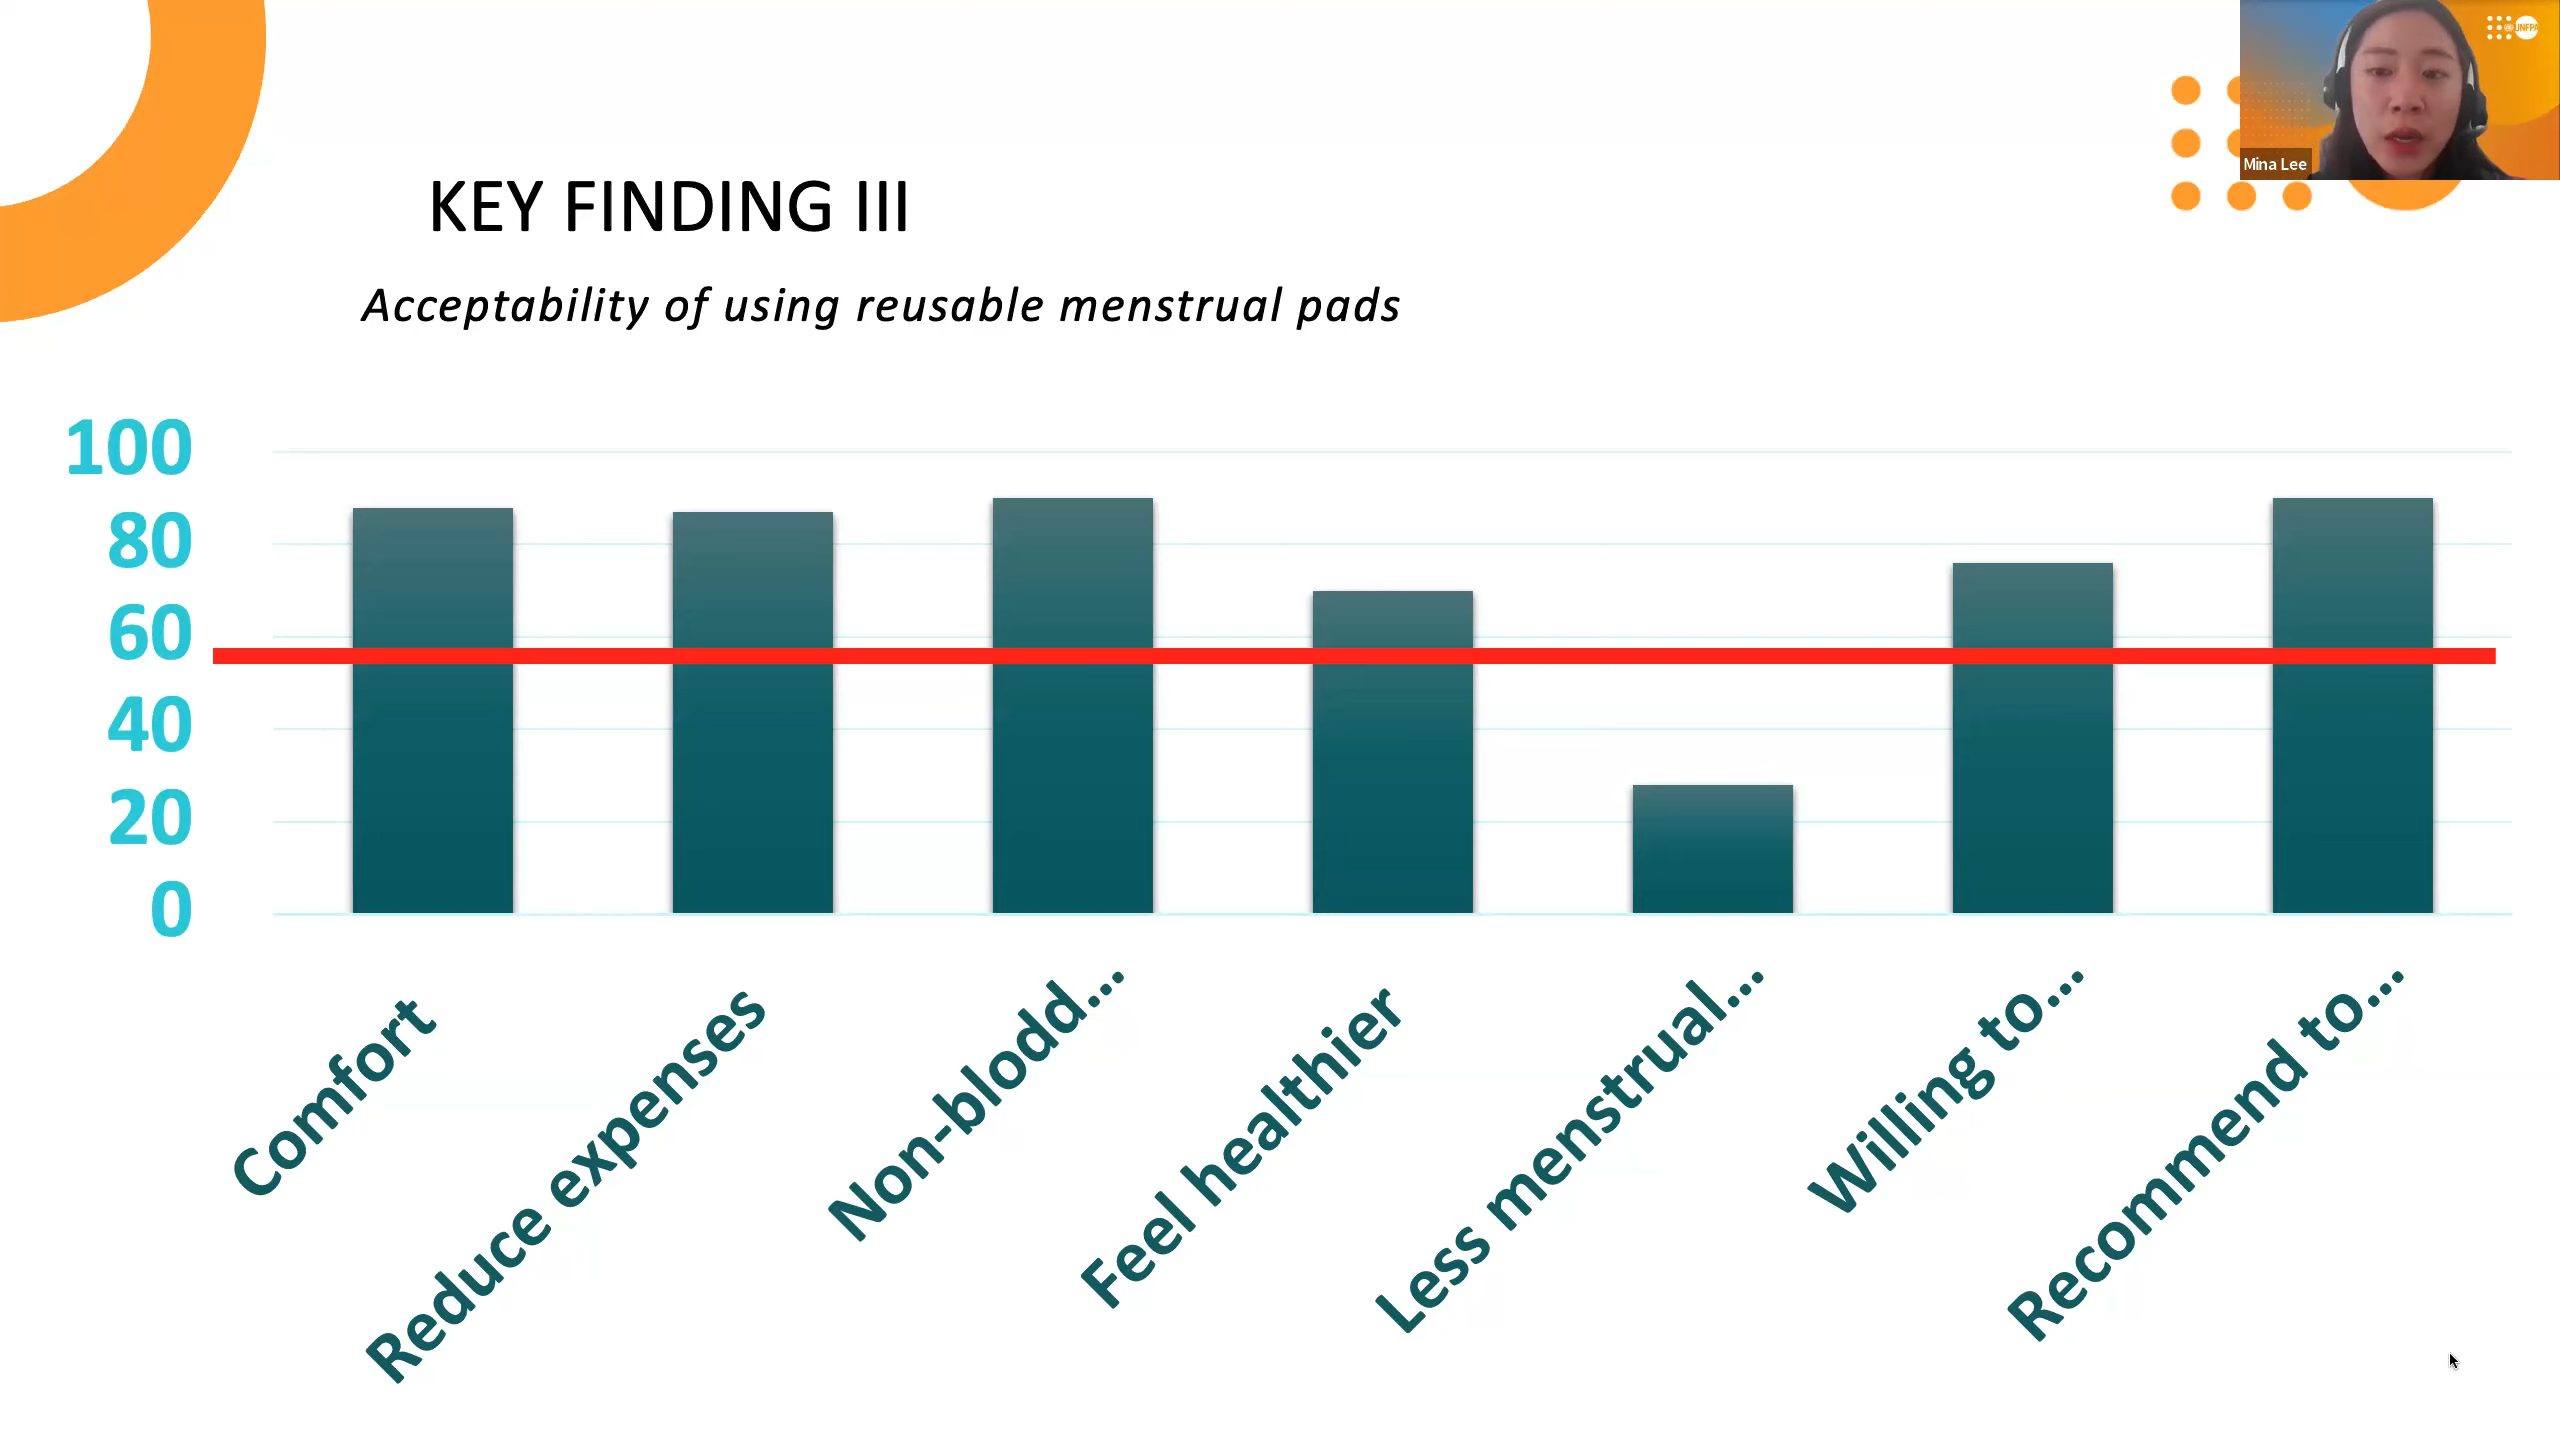 UNFPA
Mina Lee
KEY FINDING III
Acceptability of using reusable menstrual pads
100
80
60
40
20
0
Comfort
Reduce expenses
Non-blodd...
Feel healthier
Less menstrual...
Willing to...
Recommend to...